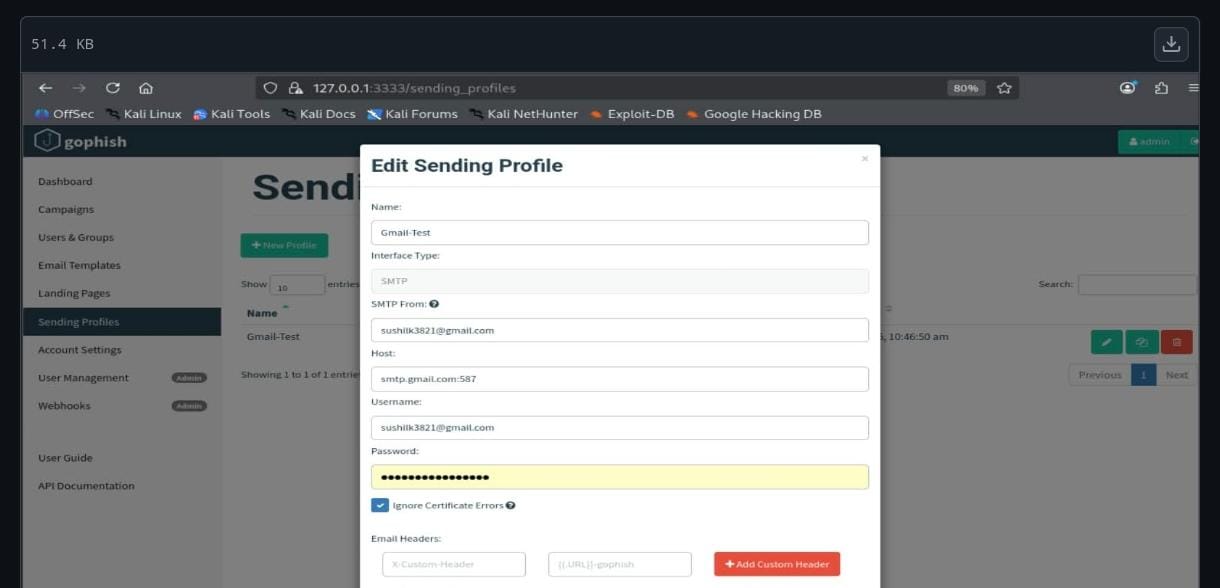 51.4 KB
127.0.0.1:3333/sending_profiles
80%
OffSec Kali Linux Kali Tools Kali Docs Kali Forums Kali NetHunter Exploit-DB Google Hacking DB
gophish
admin
Edit Sending Profile
×
Dashboard
Campaigns
Users & Groups
Email Templates
Landing Pages
Sending Profiles
Account Settings
User Management Admin
Webhooks Admin
User Guide
API Documentation
Sendi
New Profile
Show 10 entries
Search:
Name
Gmail-Test
, 10:46:50 am
Showing 1 to 1 of 1 entrie
Previous 1 Next
Name:
Gmail-Test
Interface Type:
SMTP
SMTP From:
sushilk3821@gmail.com
Host:
smtp.gmail.com:587
Username:
sushilk3821@gmail.com
Password:
••••••••••••••••
Ignore Certificate Errors
Email Headers:
X-Custom-Header
{{.URL}}-gophish
Add Custom Header